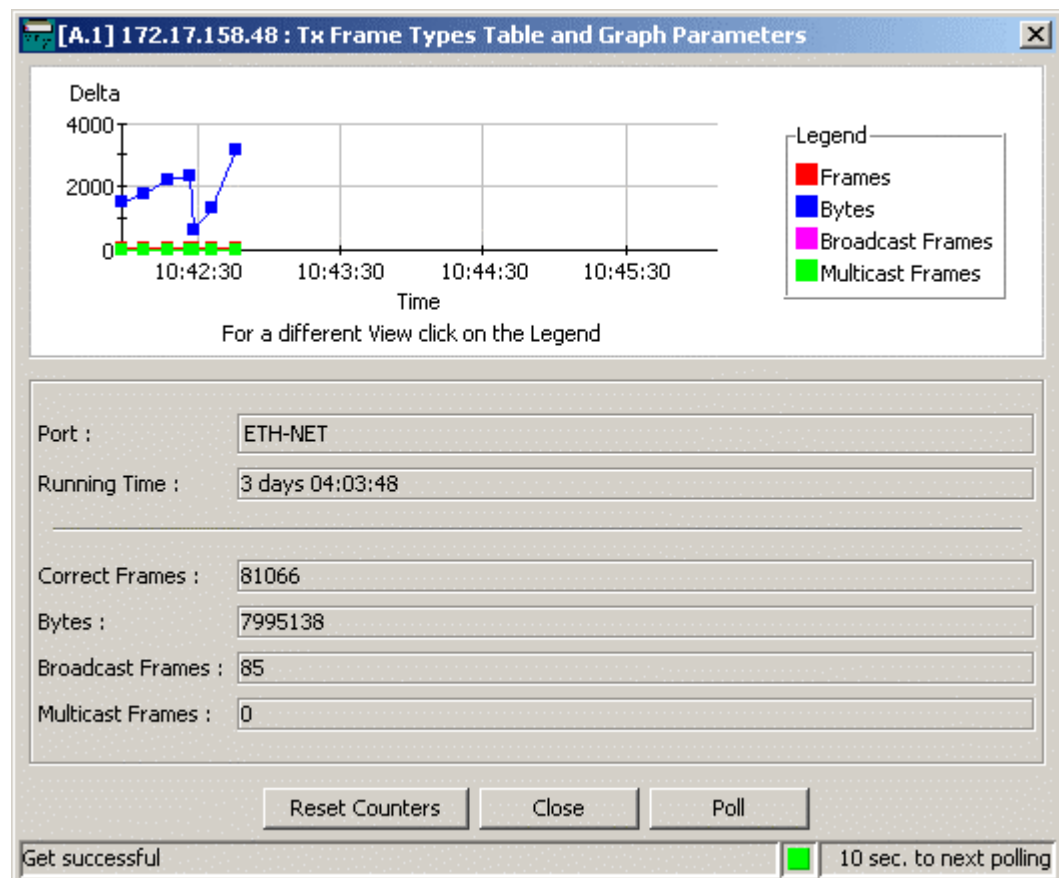 [A.1] 172.17.158.48 : Tx Frame Types Table and Graph Parameters
Delta
4000
2000
0
10:42:30 10:43:30 10:44:30 10:45:30
Time
For a different View click on the Legend
Legend
Frames
Bytes
Broadcast Frames
Multicast Frames
Port : ETH-NET
Running Time : 3 days 04:03:48
Correct Frames : 81066
Bytes : 7995138
Broadcast Frames : 85
Multicast Frames : 0
Reset Counters Close Poll
Get successful 10 sec. to next polling